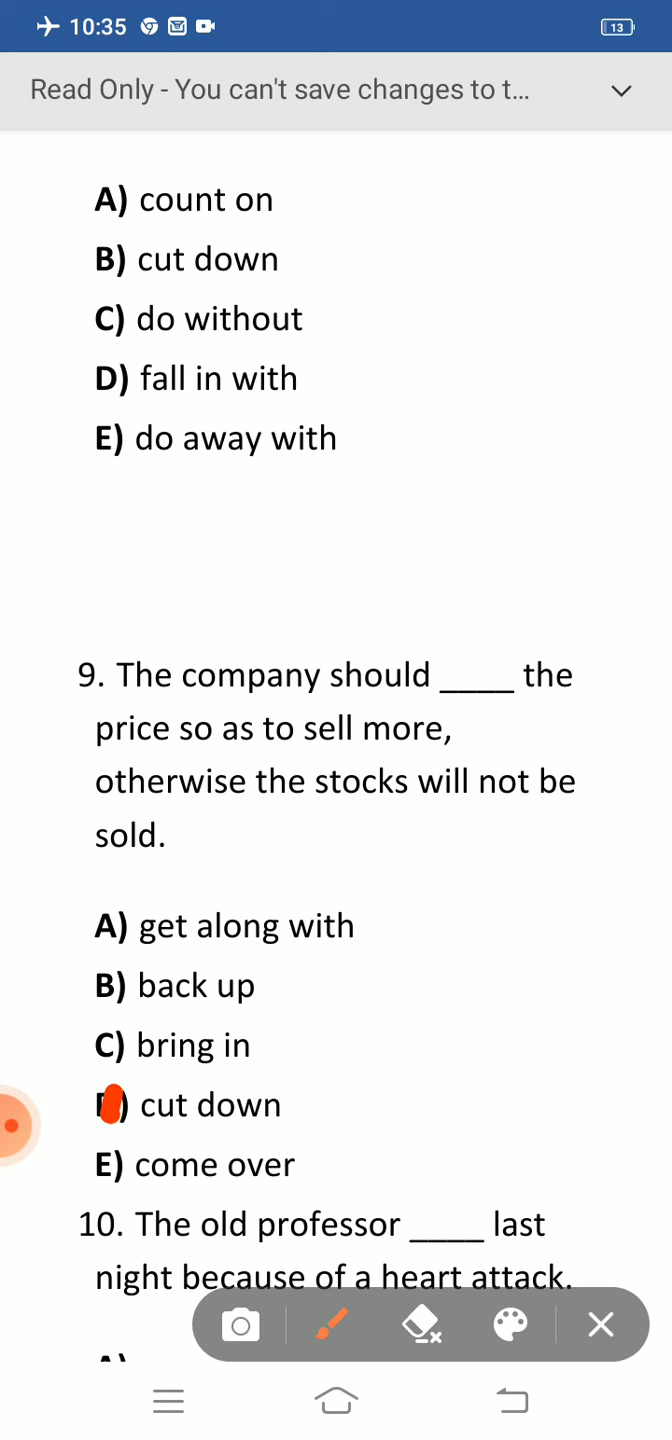 10:35
13
Read Only - You can't save changes to t...
A) count on
B) cut down
C) do without
D) fall in with
E) do away with
9. The company should ____ the
price so as to sell more,
otherwise the stocks will not be
sold.
A) get along with
B) back up
C) bring in
) cut down
E) come over
10. The old professor ____ last
night because of a heart attack.